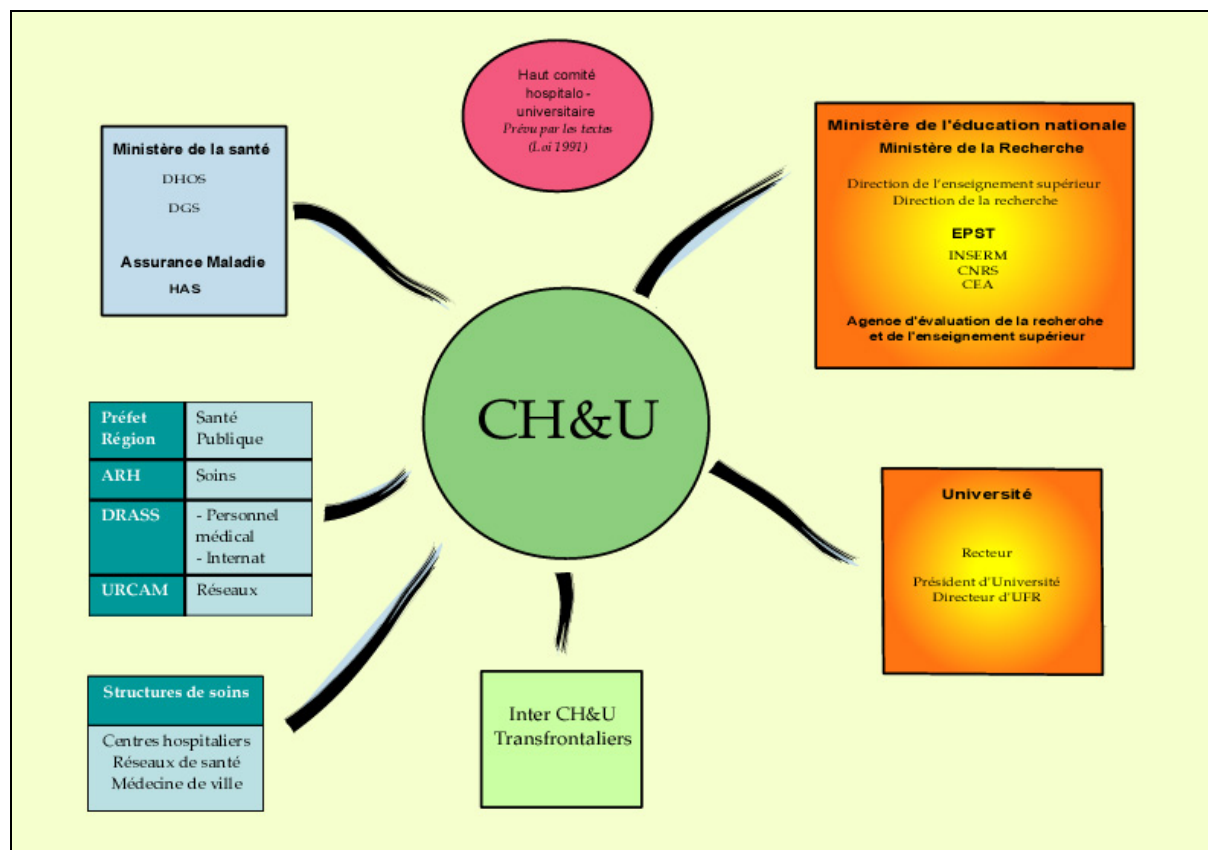 Haut comité
hospitalo -
universitaire
Prévu par les textes
(Loi 1991)
Ministère de la santé
DHOS
DGS
Assurance Maladie
HAS
Ministère de l'éducation nationale
Ministère de la Recherche
Direction de l'enseignement supérieur
Direction de la recherche
EPST
INSERM
CNRS
CEA
Agence d'évaluation de la recherche
et de l'enseignement supérieur
CH&U
Préfet
Région
Santé
Publique
ARH
Soins
DRASS
- Personnel
médical
- Internat
URCAM
Réseaux
Université
Recteur
Président d'Université
Directeur d'UFR
Structures de soins
Centres hospitaliers
Réseaux de santé
Médecine de ville
Inter CH&U
Transfrontaliers